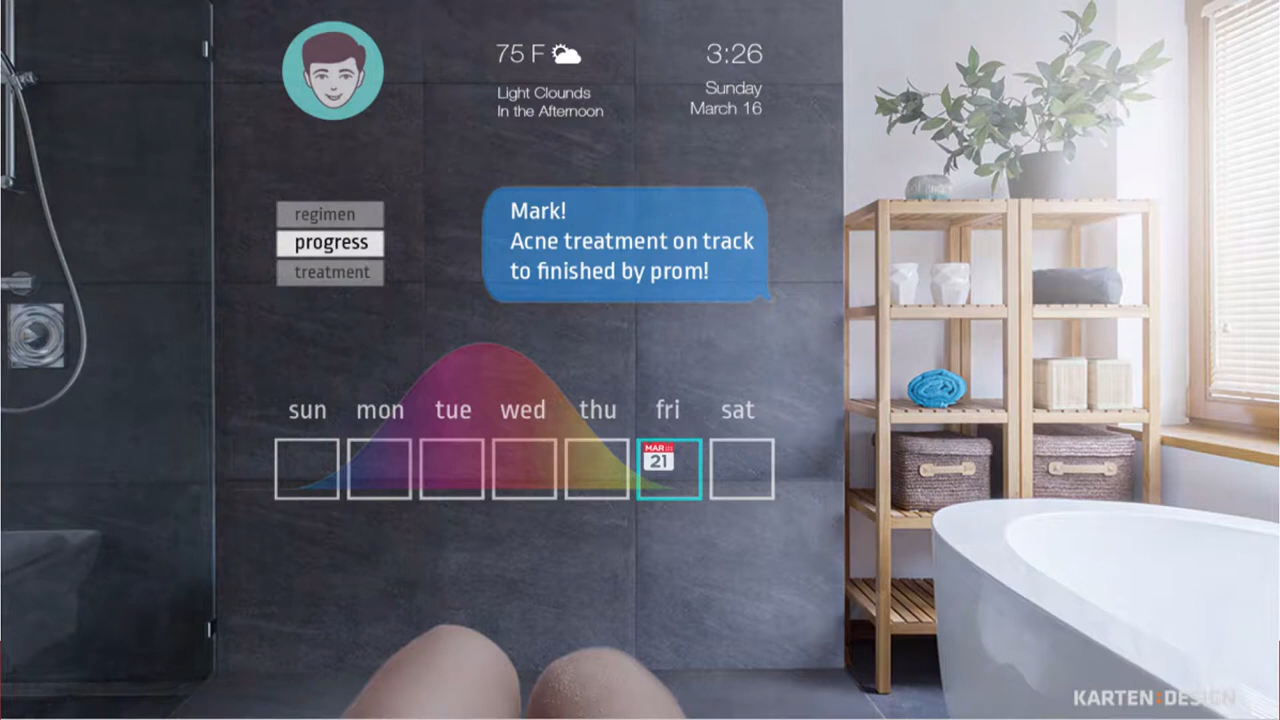 75 F
3:26
Light Clounds
In the Afternoon
Sunday
March 16
regimen
progress
treatment
Mark!
Acne treatment on track
to finished by prom!
sun mon tue wed thu fri sat
MAR
21
KARTEN:DESIGN